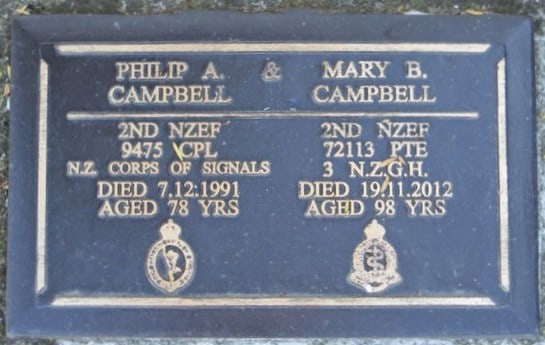 PHILIP A. & MARY B.
CAMPBELL CAMPBELL
2ND NZEF
9475 CPL
N.Z. CORPS OF SIGNALS
DIED 7.12.1991
AGED 78 YRS
2ND NZEF
72113 PTE
3 N.Z.G.H.
DIED 19.11.2012
AGED 98 YRS